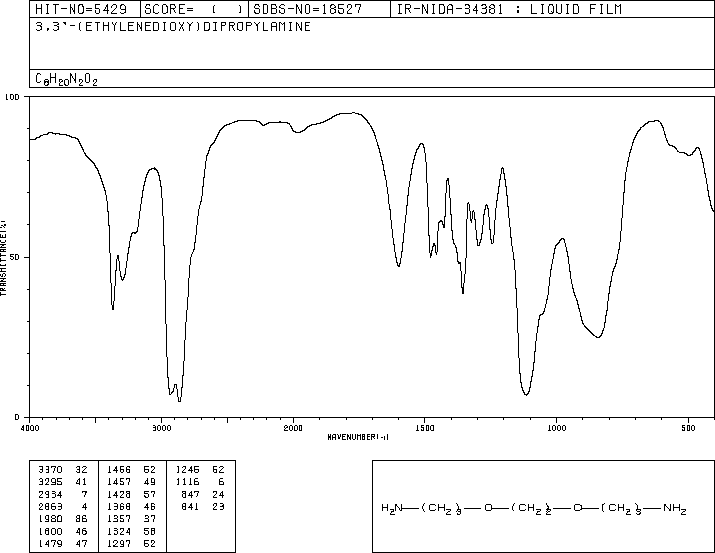 HIT-NO=5429 SCORE= ( ) SDBS-NO=18527 IR-NIDA-34381 : LIQUID FILM
3,3'-(ETHYLENEDIOXY)DIPROPYLAMINE
C8H20N2O2
100
50
0
TRANSMITTANCE(%)
4000 3000 2000 1500 1000 500
WAVENUMBER(-1)
3370 32 1466 52 1246 52
3295 41 1457 49 1116 6
2934 7 1428 57 847 24
2863 4 1368 46 841 23
1980 86 1357 37
1600 46 1324 58
1479 47 1297 52
H2N—(CH2)3—O—(CH2)2—O—(CH2)3—NH2